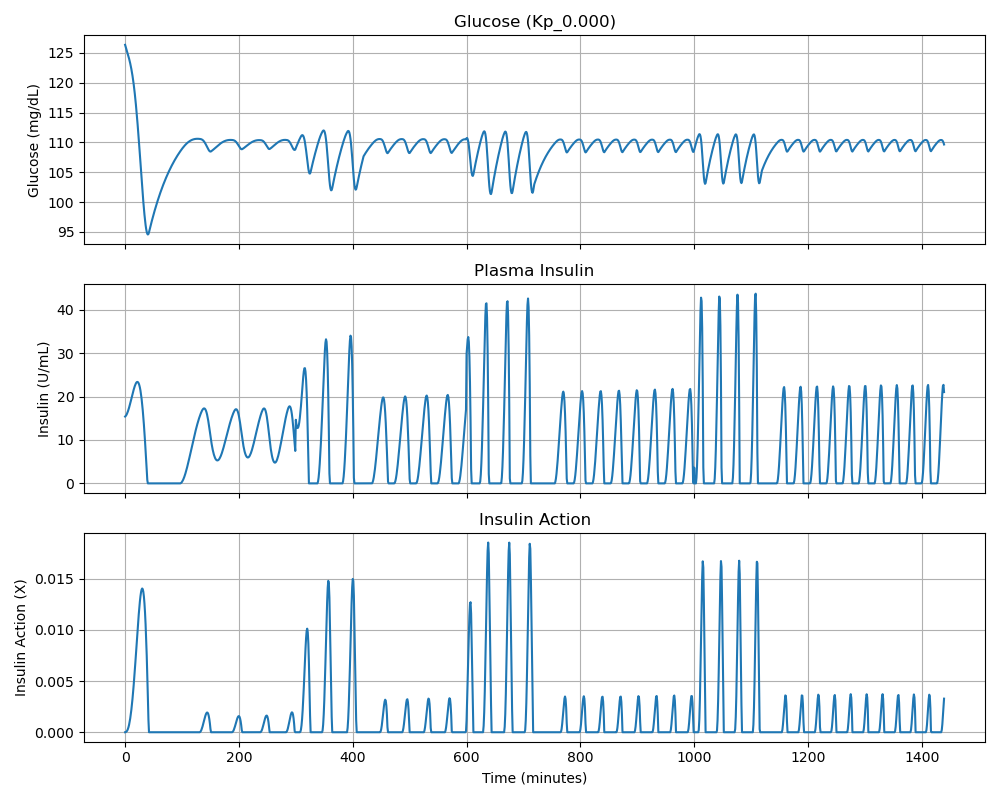 Glucose (Kp_0.000)
Glucose (mg/dL)
125
120
115
110
105
100
95
Plasma Insulin
Insulin (U/mL)
40
30
20
10
0
Insulin Action
Insulin Action (X)
0.015
0.010
0.005
0.000
0 200 400 600 800 1000 1200 1400
Time (minutes)